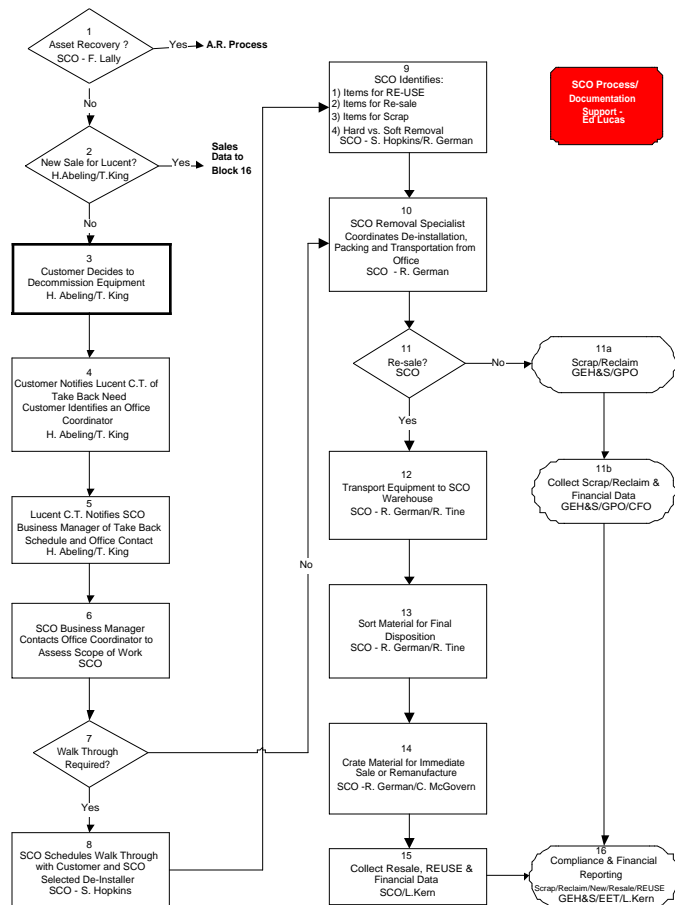 1
Asset Recovery ?
SCO - F. Lally
Yes
A.R. Process
No
2
New Sale for Lucent?
H.Abeling/T.King
Yes
Sales
Data to
Block 16
No
3
Customer Decides to
Decommission Equipment
H. Abeling/T. King
4
Customer Notifies Lucent C.T. of
Take Back Need
Customer Identifies an Office
Coordinator
H. Abeling/T. King
5
Lucent C.T. Notifies SCO
Business Manager of Take Back
Schedule and Office Contact
H. Abeling/T. King
6
SCO Business Manager
Contacts Office Coordinator to
Assess Scope of Work
SCO
7
Walk Through
Required?
No
Yes
8
SCO Schedules Walk Through
with Customer and SCO
Selected De-Installer
SCO - S. Hopkins
9
SCO Identifies:
1) Items for RE-USE
2) Items for Re-sale
3) Items for Scrap
4) Hard vs. Soft Removal
SCO - S. Hopkins/R. German
10
SCO Removal Specialist
Coordinates De-installation,
Packing and Transportation from
Office
SCO - R. German
11
Re-sale?
SCO
No
Yes
12
Transport Equipment to SCO
Warehouse
SCO - R. German/R. Tine
13
Sort Material for Final
Disposition
SCO - R. German/R. Tine
14
Crate Material for Immediate
Sale or Remanufacture
SCO -R. German/C. McGovern
15
Collect Resale, REUSE &
Financial Data
SCO/L.Kern
SCO Process/
Documentation
Support -
Ed Lucas
11a
Scrap/Reclaim
GEH&S/GPO
11b
Collect Scrap/Reclaim &
Financial Data
GEH&S/GPO/CFO
16
Compliance & Financial
Reporting
Scrap/Reclaim/New/Resale/REUSE
GEH&S/EET/L.Kern